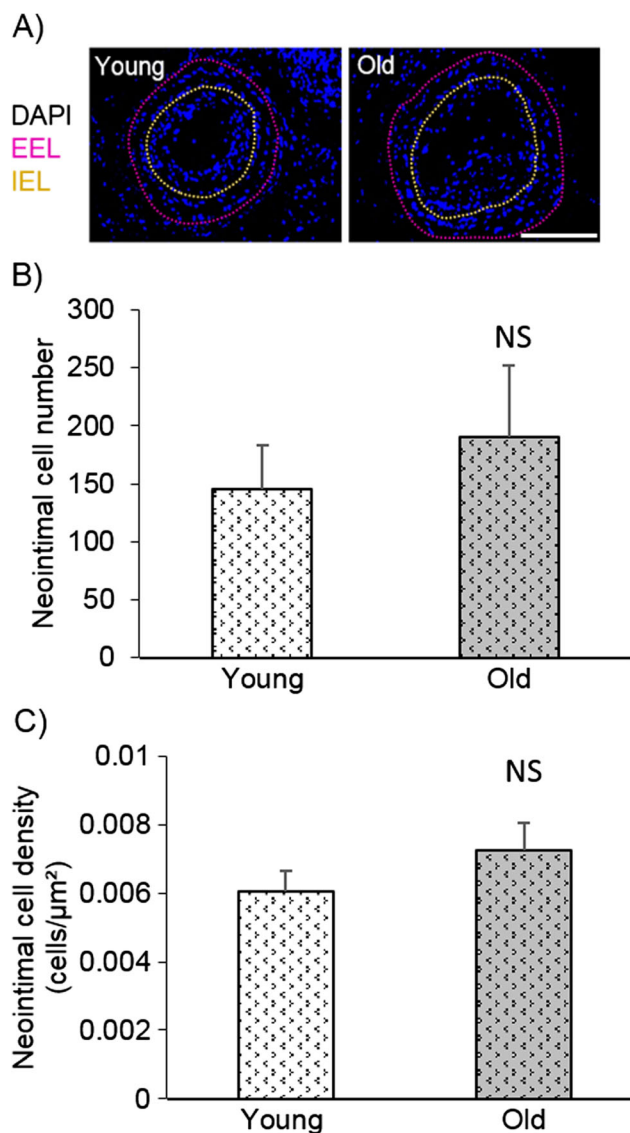 A)
Young
Old
DAPI
EEL
IEL
B)
Neointimal cell number
300
250
200
150
100
50
0
NS
Young
Old
C)
Neointimal cell density
(cells/µm²)
0.01
0.008
0.006
0.004
0.002
0
NS
Young
Old